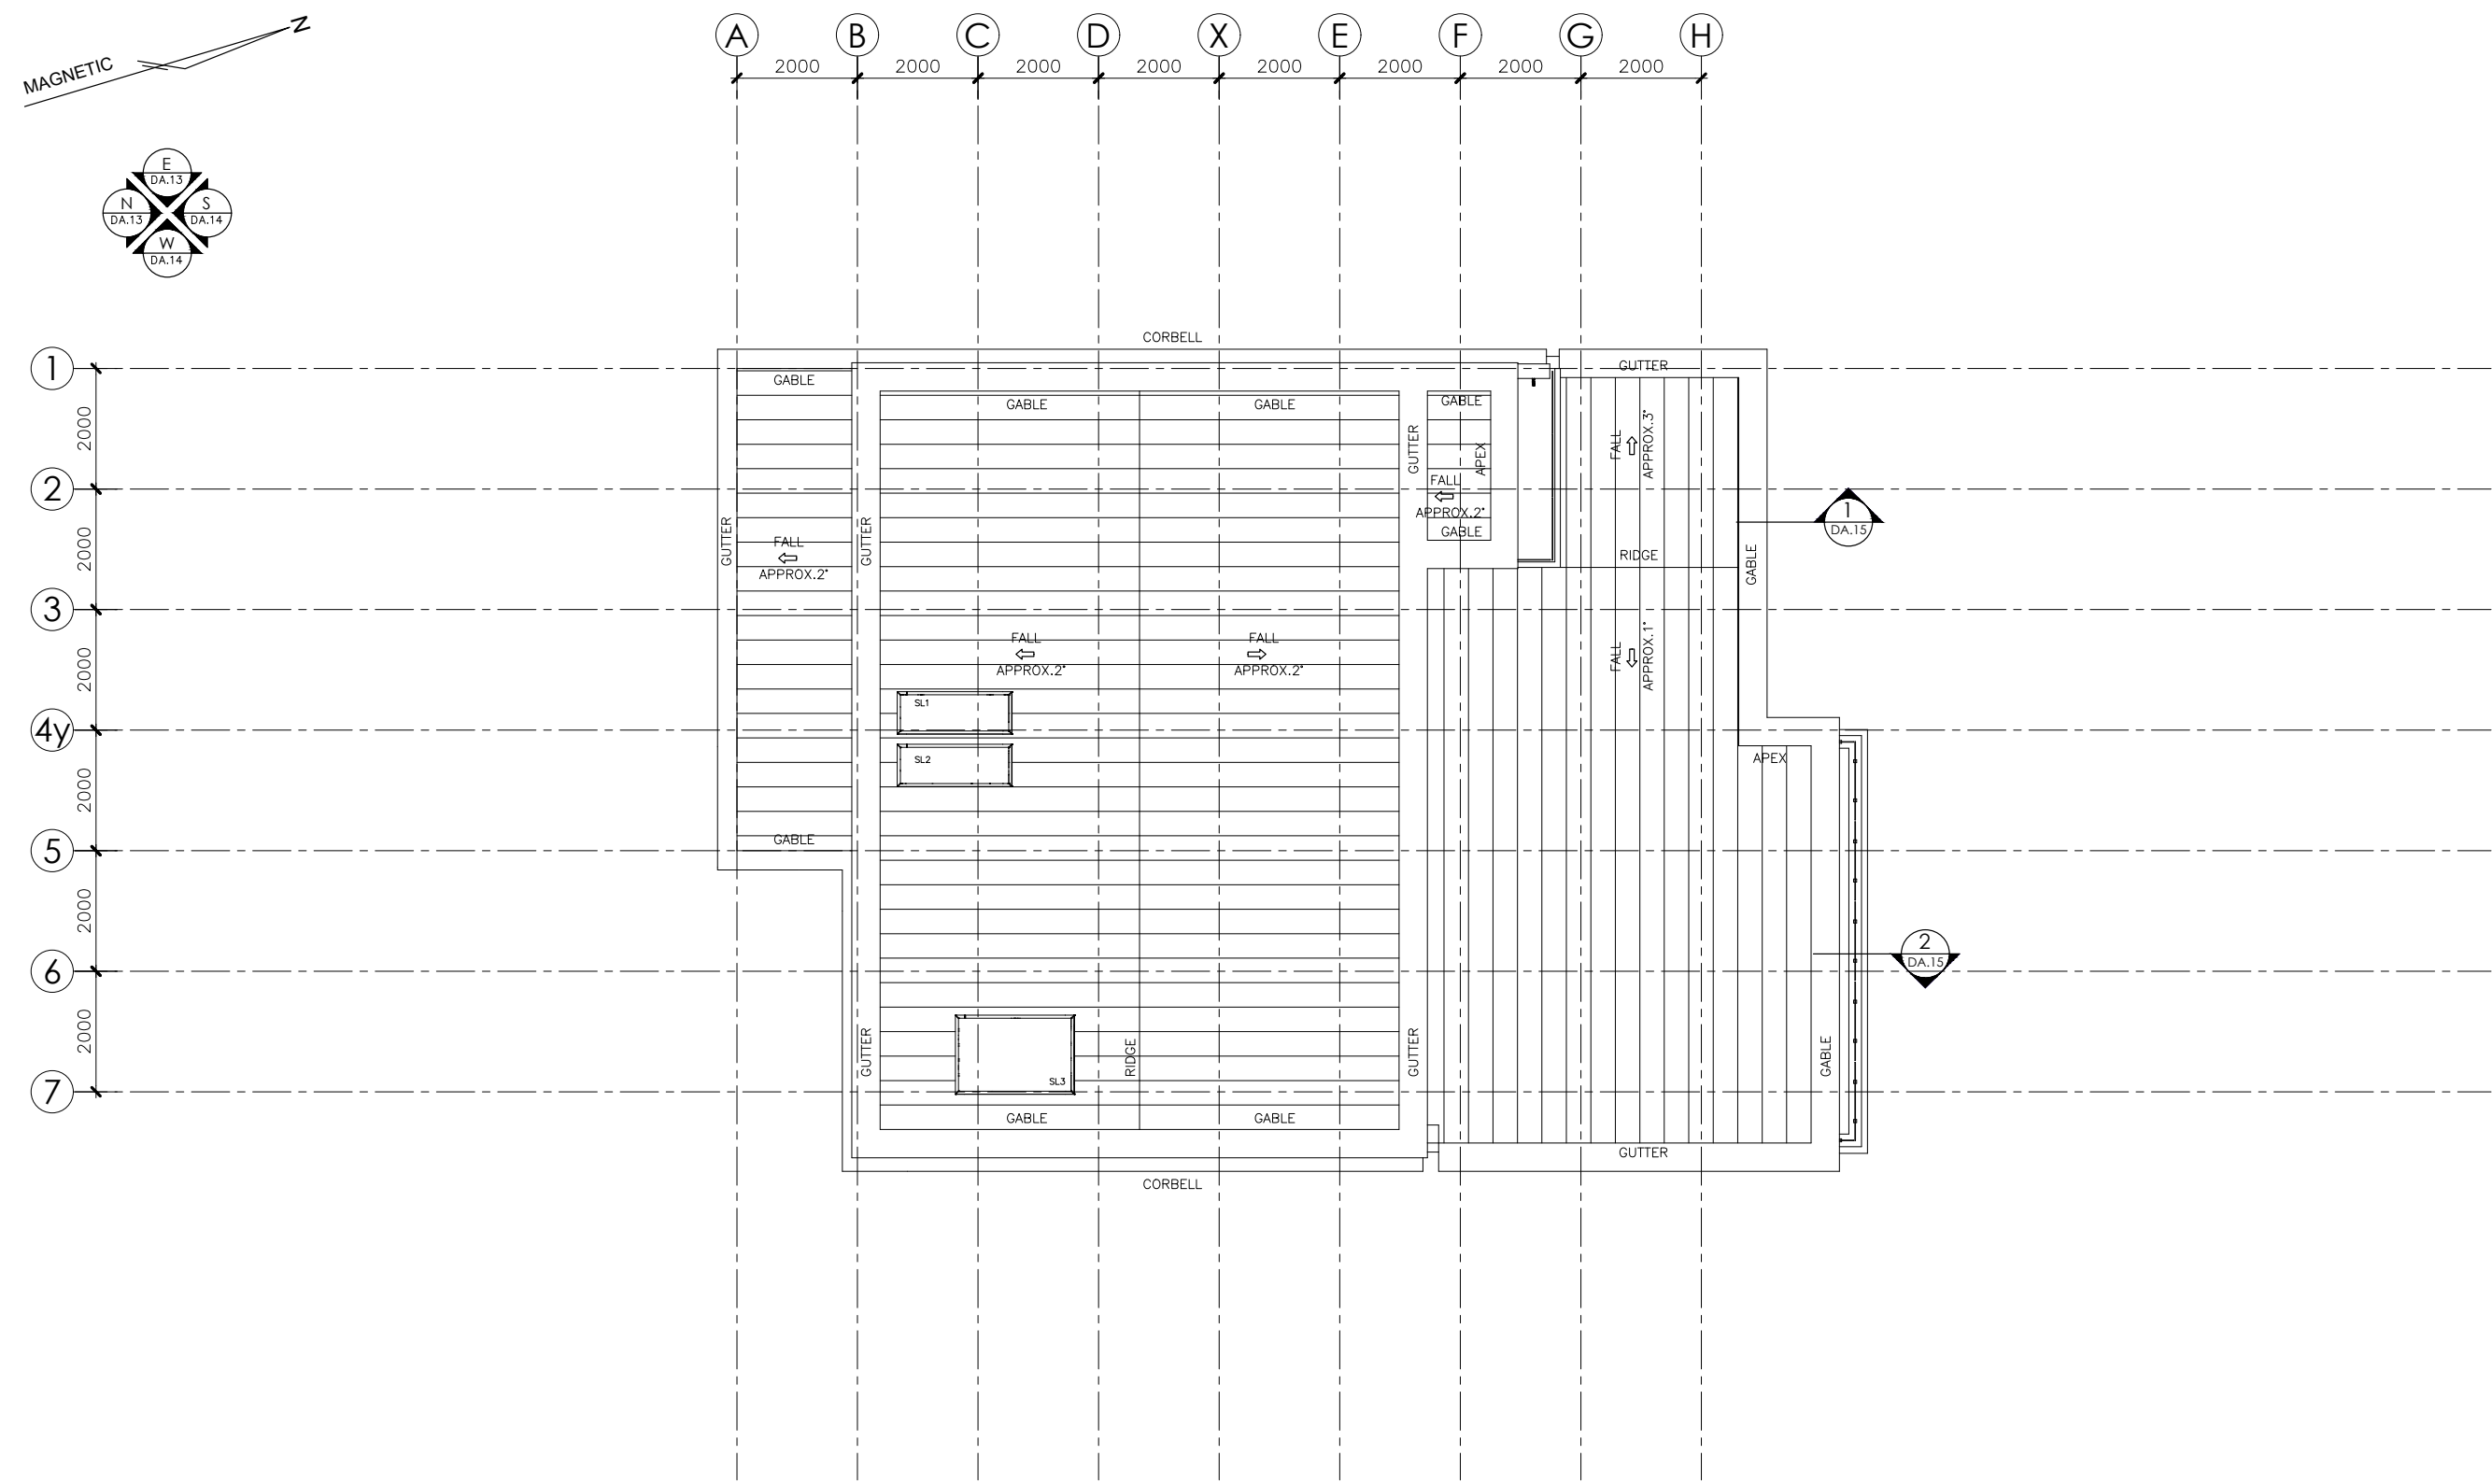 MAGNETIC
N
A
B
C
D
X
E
F
G
H
2000
2000
2000
2000
2000
2000
2000
2000
E
DA.13
N
DA.13
S
DA.14
W
DA.14
CORBELL
1
GUTTER
GABLE
GABLE
GABLE
GABLE
2000
GUTTER
APEX
FALL
APPROX.3°
2
FALL
APPROX.2°
GABLE
1
DA.15
GUTTER
GUTTER
2000
FALL
APPROX.2°
RIDGE
GABLE
3
FALL
APPROX.2°
FALL
APPROX.2°
FALL
APPROX.1°
2000
SL1
4y
SL2
APEX
2000
GABLE
5
2000
2
DA.15
6
2000
GUTTER
RIDGE
GUTTER
GABLE
SL3
7
GABLE
GABLE
GUTTER
CORBELL